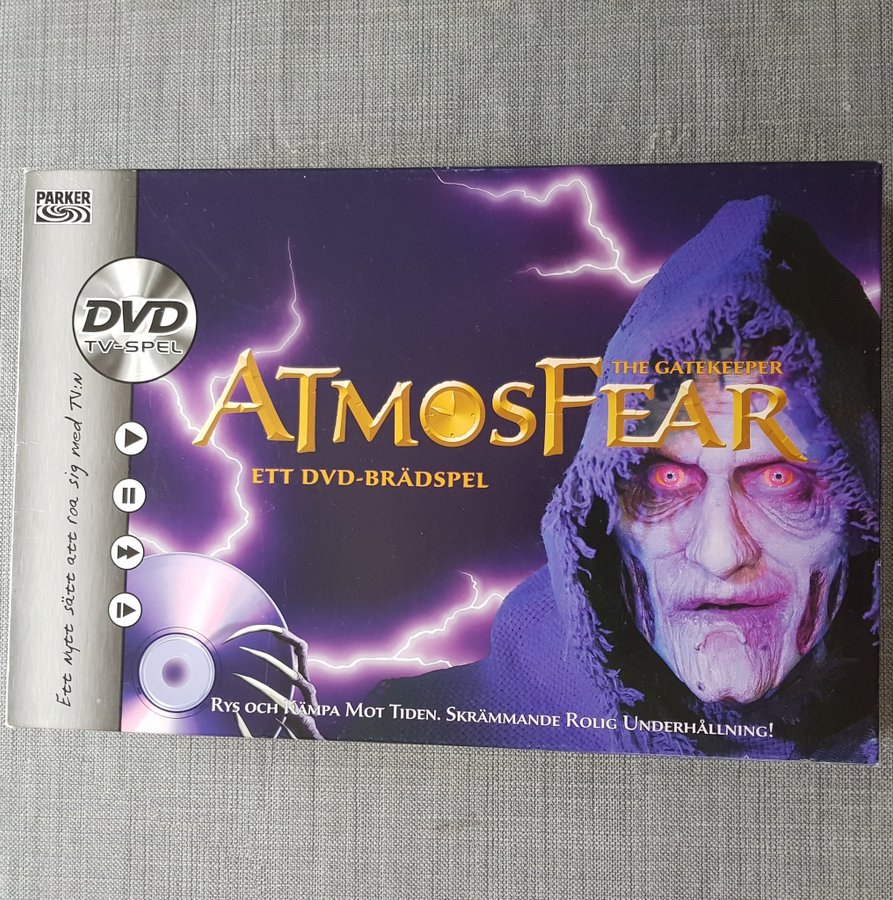 PARKER
DVD
TV-SPEL
Ett nytt sätt att roa sig med TV:n
THE GATEKEEPER
ATMOSFEAR
ETT DVD-BRÄDSPEL
RYS OCH KÄMPA MOT TIDEN. SKRÄMMANDE ROLIG UNDERHÅLLNING!